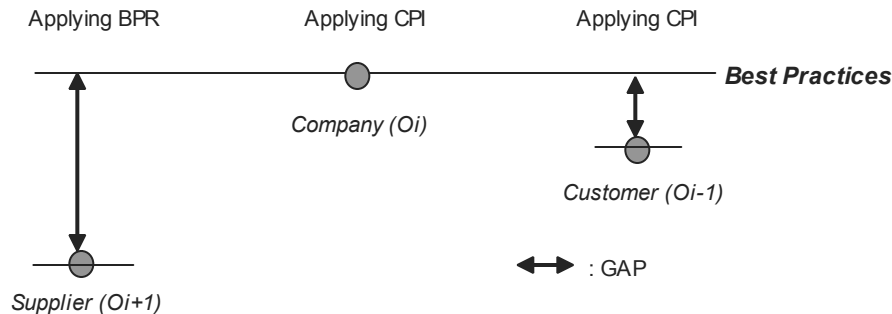 Applying BPR
Applying CPI
Applying CPI
Best Practices
Company (Oi)
Customer (Oi-1)
: GAP
Supplier (Oi+1)